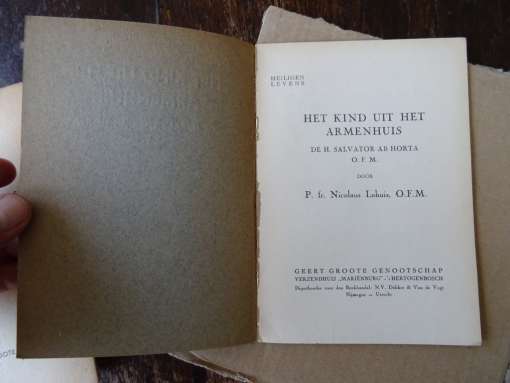 HEILIGEN
LEVENS
HET KIND UIT HET
ARMENHUIS
DE H. SALVATOR AB HORTA
O. F. M.
DOOR
P. fr. Nicolaus Lohuis, O.F.M.
GEERT GROOTE GENOOTSCHAP
VERZENDHUIS „MARIËNBURG" - 's-HERTOGENBOSCH
Dépothouder voor den Boekhandel: N.V. Dekker & Van de Vegt
Nijmegen — Utrecht